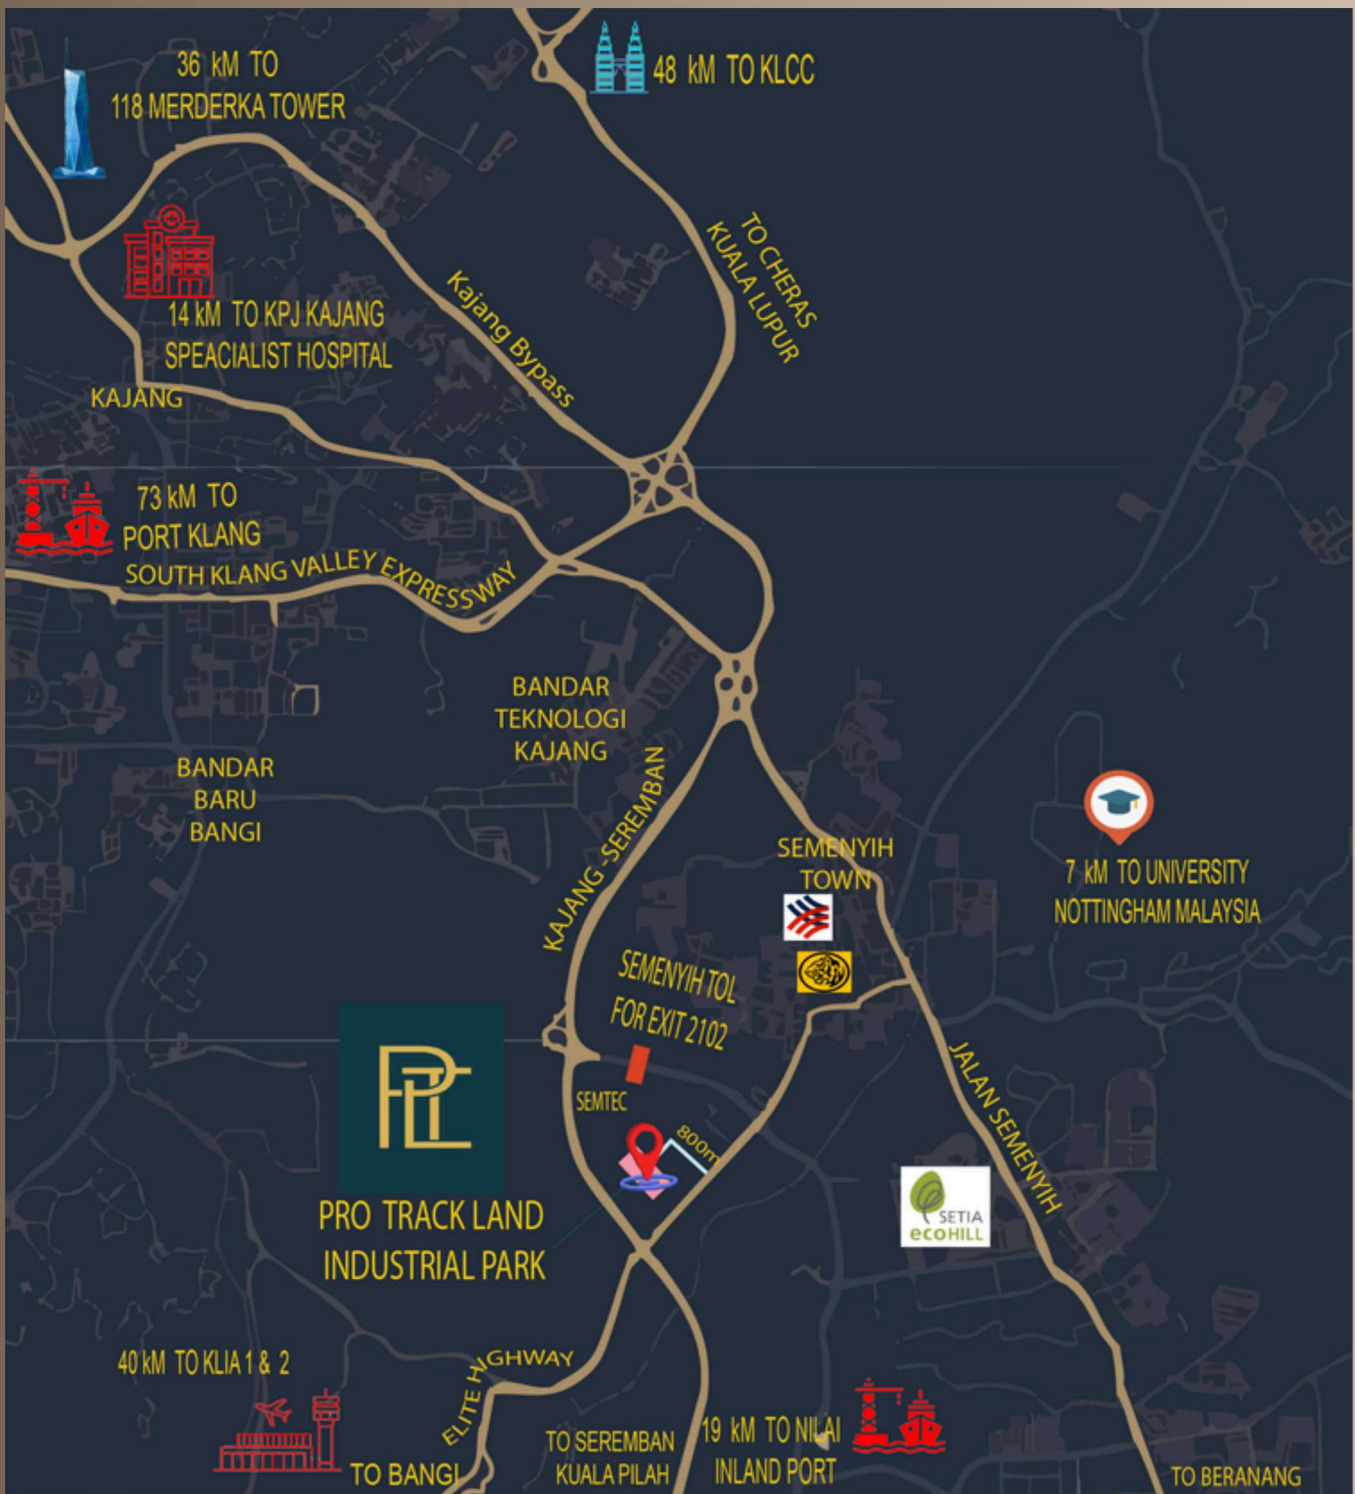 36 kM TO
118 MERDERKA TOWER
48 kM TO KLCC
TO CHERAS
KUALA LUPUR
Kajang Bypass
14 kM TO KPJ KAJANG
SPEACIALIST HOSPITAL
KAJANG
73 kM TO
PORT KLANG
SOUTH KLANG VALLEY EXPRESSWAY
BANDAR
TEKNOLOGI
KAJANG
BANDAR
BARU
BANGI
KAJANG -SEREMBAN
SEMENYIH
TOWN
7 kM TO UNIVERSITY
NOTTINGHAM MALAYSIA
SEMENYIH TOL
FOR EXIT 2102
SEMTEC
800m
JALAN SEMENYIH
SETIA
ecoHILL
PTL
PRO TRACK LAND
INDUSTRIAL PARK
40 kM TO KLIA 1 & 2
ELITE HIGHWAY
TO BANGI
TO SEREMBAN
KUALA PILAH
19 kM TO NILAI
INLAND PORT
TO BERANANG